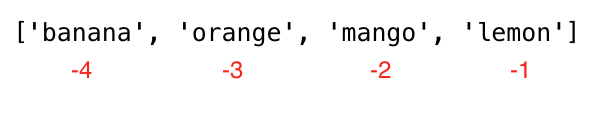 ['banana', 'orange', 'mango', 'lemon']
-4 -3 -2 -1